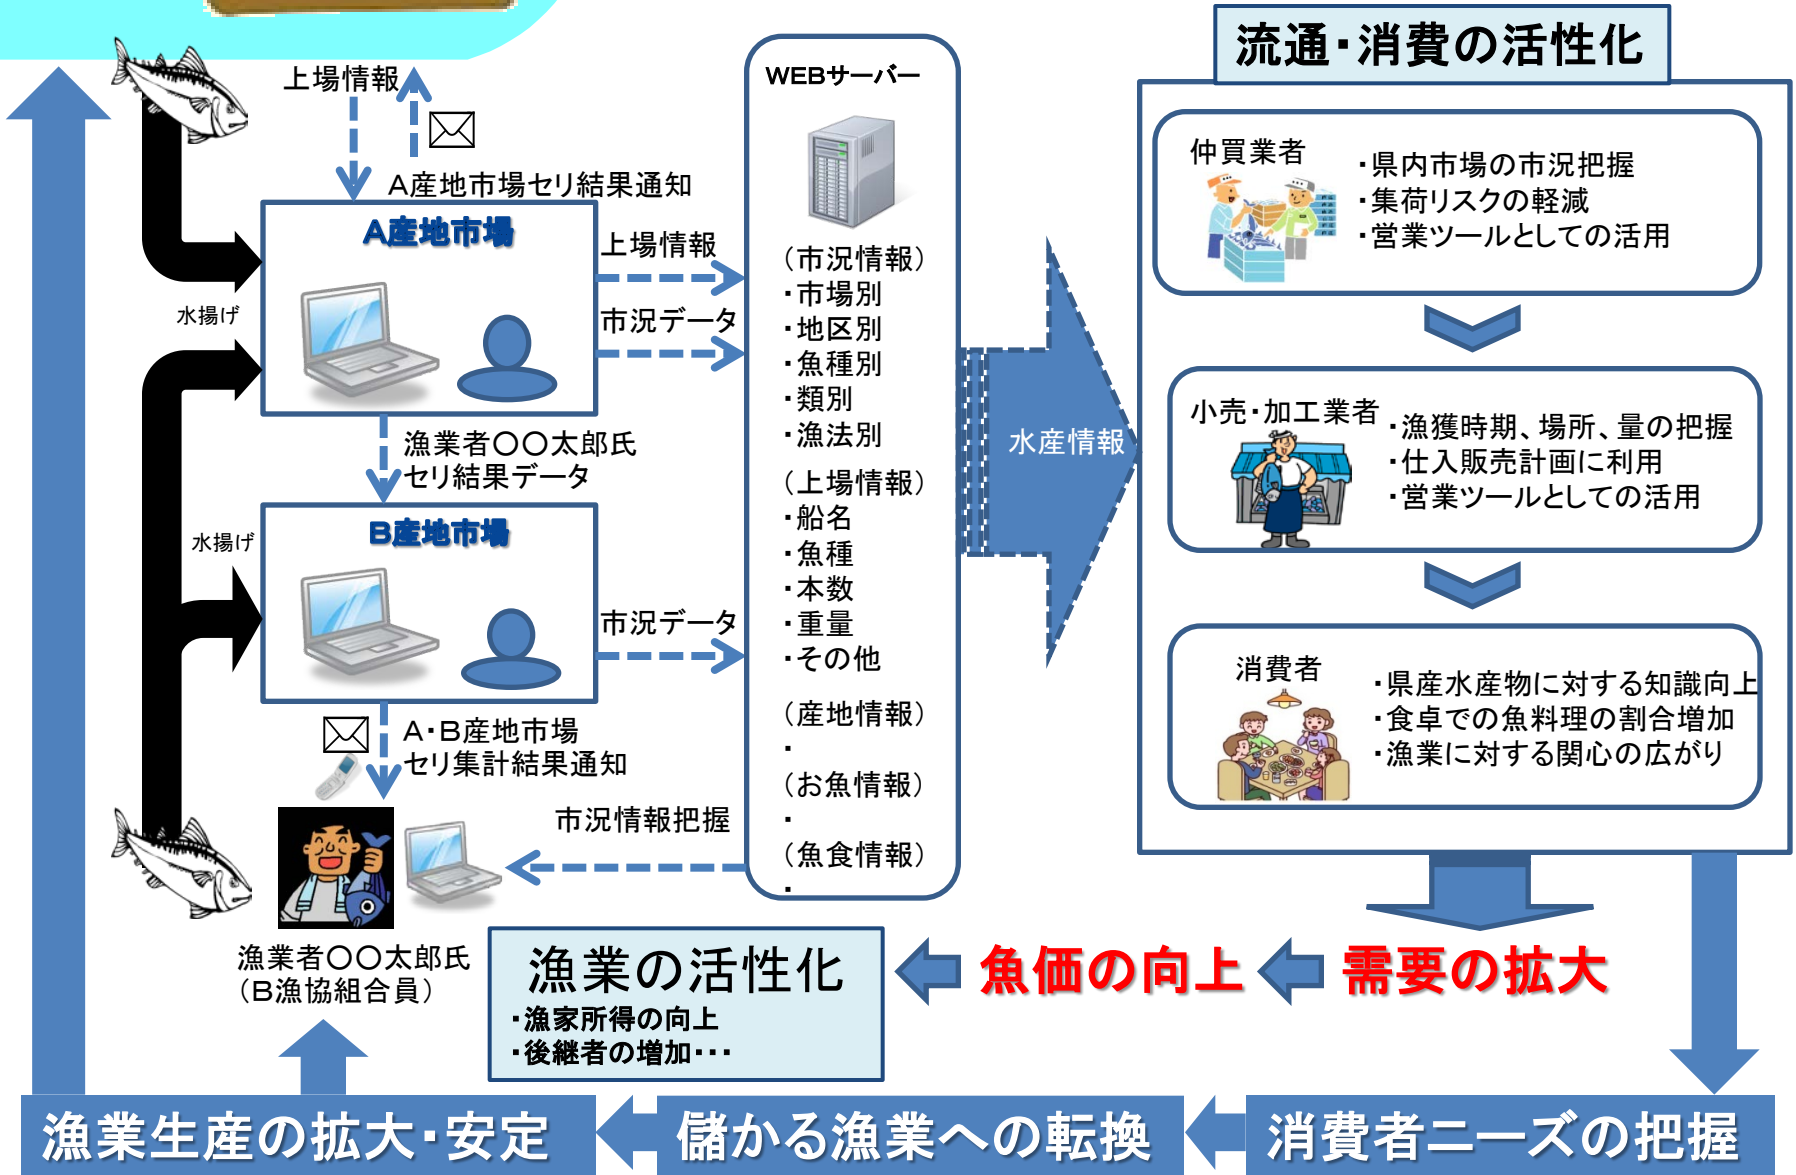 上場情報
A産地市場セリ結果通知
A産地市場
上場情報
市況データ
水揚げ
漁業者〇〇太郎氏
セリ結果データ
B産地市場
水揚げ
市況データ
A・B産地市場
セリ集計結果通知
市況情報把握
漁業者〇〇太郎氏
（B漁協組合員）
WEBサーバー
（市況情報）
・市場別
・地区別
・魚種別
・類別
・漁法別
（上場情報）
・船名
・魚種
・本数
・重量
・その他
（産地情報）
・
（お魚情報）
・
（魚食情報）
・
水産情報
流通・消費の活性化
仲買業者
・県内市場の市況把握
・集荷リスクの軽減
・営業ツールとしての活用
小売・加工業者
・漁獲時期、場所、量の把握
・仕入販売計画に利用
・営業ツールとしての活用
消費者
・県産水産物に対する知識向上
・食卓での魚料理の割合増加
・漁業に対する関心の広がり
需要の拡大
魚価の向上
漁業の活性化
・漁家所得の向上
・後継者の増加・・・
消費者ニーズの把握
儲かる漁業への転換
漁業生産の拡大・安定